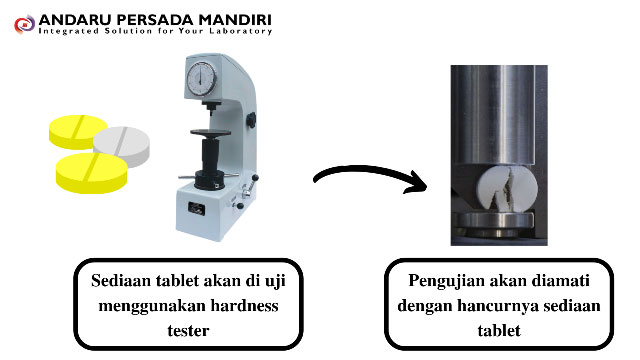 ANDARU PERSADA MANDIRI
Integrated Solution for Your Laboratory
Sediaan tablet akan di uji
menggunakan hardness
tester
Pengujian akan diamati
dengan hancurnya sediaan
tablet